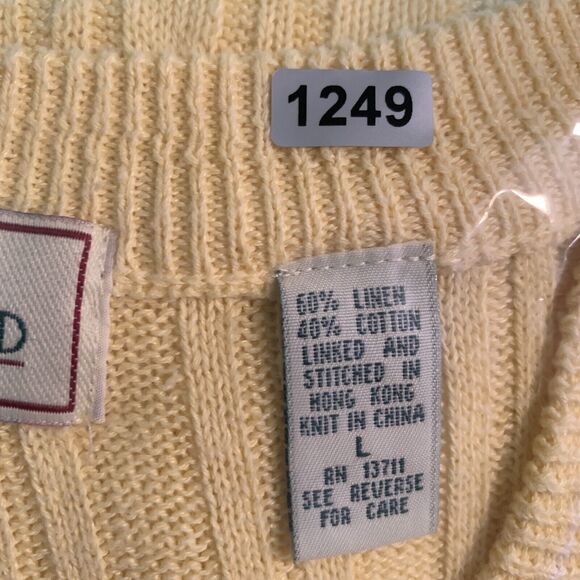 1249
D
60% LINEN
40% COTTON
LINKED AND
STITCHED IN
HONG KONG
KNIT IN CHINA
L
RN 13711
SEE REVERSE
FOR CARE